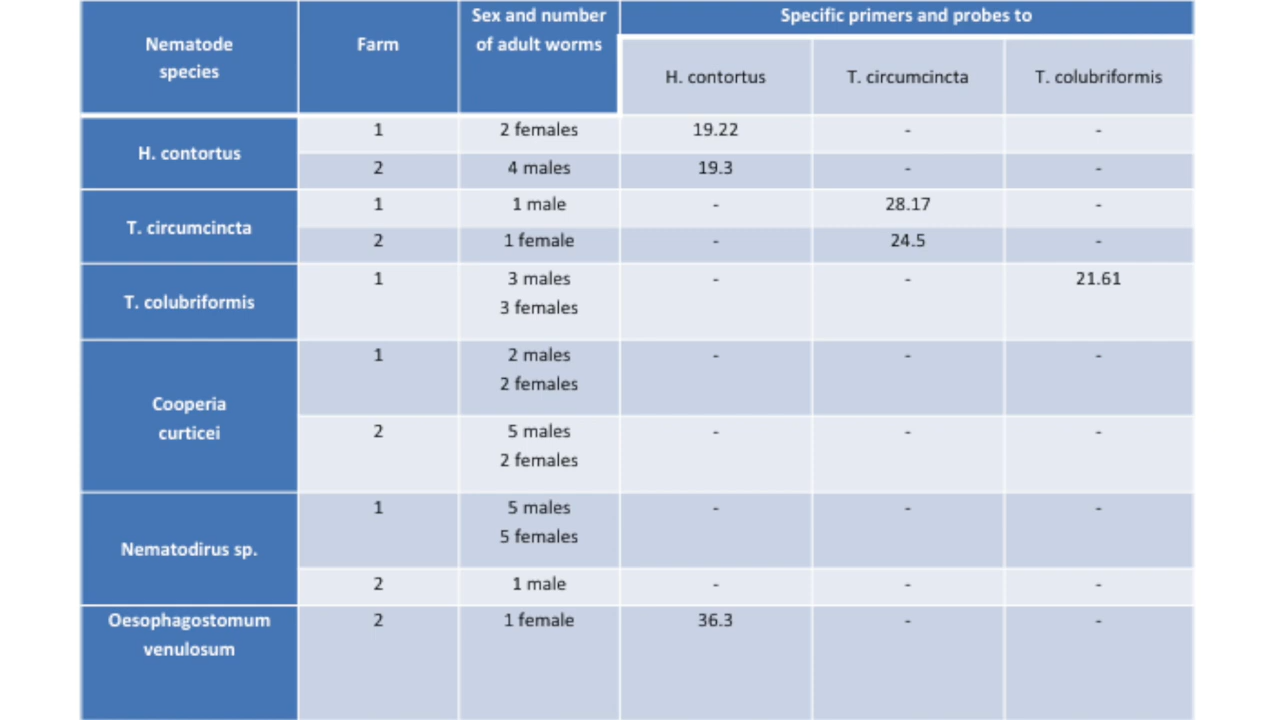 Nematode species | Farm | Sex and number of adult worms | Specific primers and probes to
H. contortus | T. circumcincta | T. colubriformis
H. contortus | 1 | 2 females | 19.22 | - | -
2 | 4 males | 19.3 | - | -
T. circumcincta | 1 | 1 male | - | 28.17 | -
2 | 1 female | - | 24.5 | -
T. colubriformis | 1 | 3 males 3 females | - | - | 21.61
Cooperia curticei | 1 | 2 males 2 females | - | - | -
2 | 5 males 2 females | - | - | -
Nematodirus sp. | 1 | 5 males 5 females | - | - | -
2 | 1 male | - | - | -
Oesophagostomum venulosum | 2 | 1 female | 36.3 | - | -